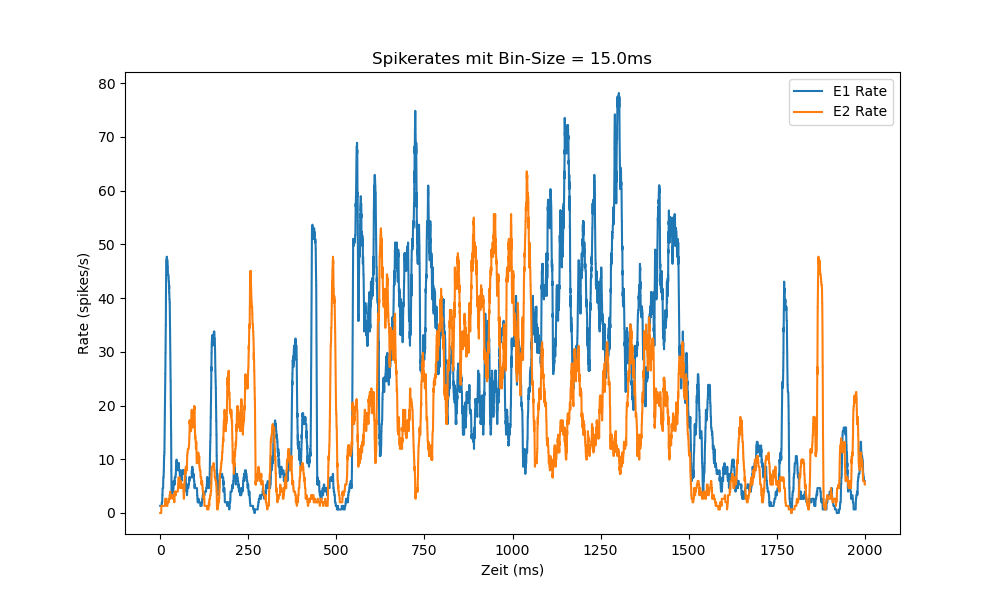 Spikerates mit Bin-Size = 15.0ms
E1 Rate
E2 Rate
80
70
60
50
40
30
20
10
0
Rate (spikes/s)
0 250 500 750 1000 1250 1500 1750 2000
Zeit (ms)